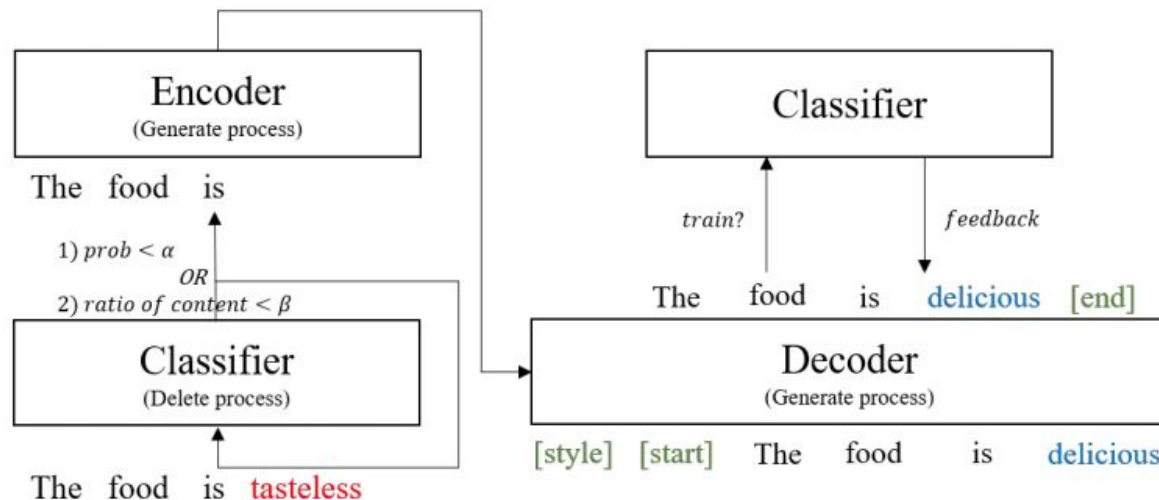 Encoder
(Generate process)
The food is
1) prob < α
OR
2) ratio of content < β
Classifier
(Delete process)
The food is tasteless
Classifier
train?
feedback
The food is delicious [end]
Decoder
(Generate process)
[style] [start] The food is delicious